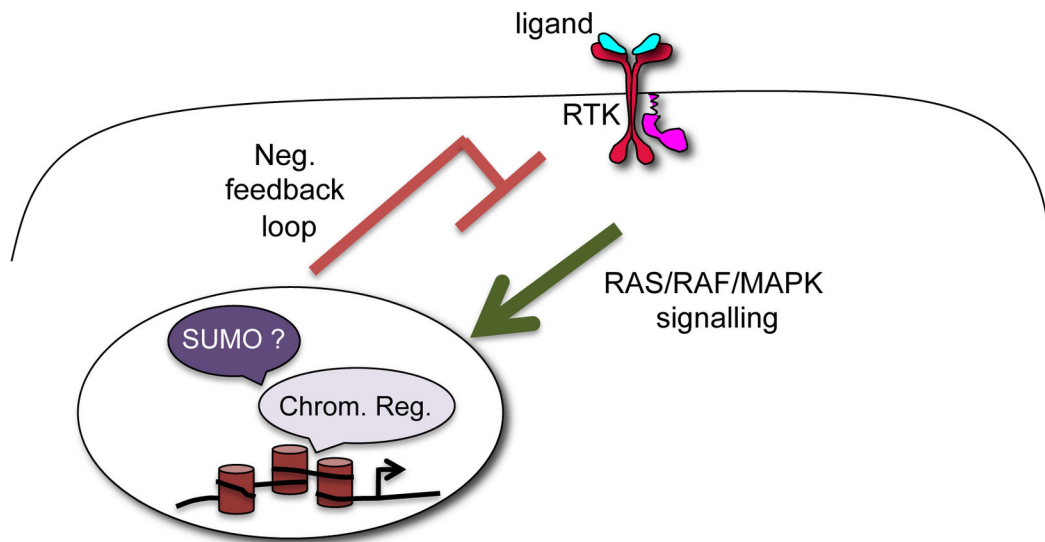 ligand
RTK
Neg.
feedback
loop
RAS/RAF/MAPK
signalling
SUMO ?
Chrom. Reg.